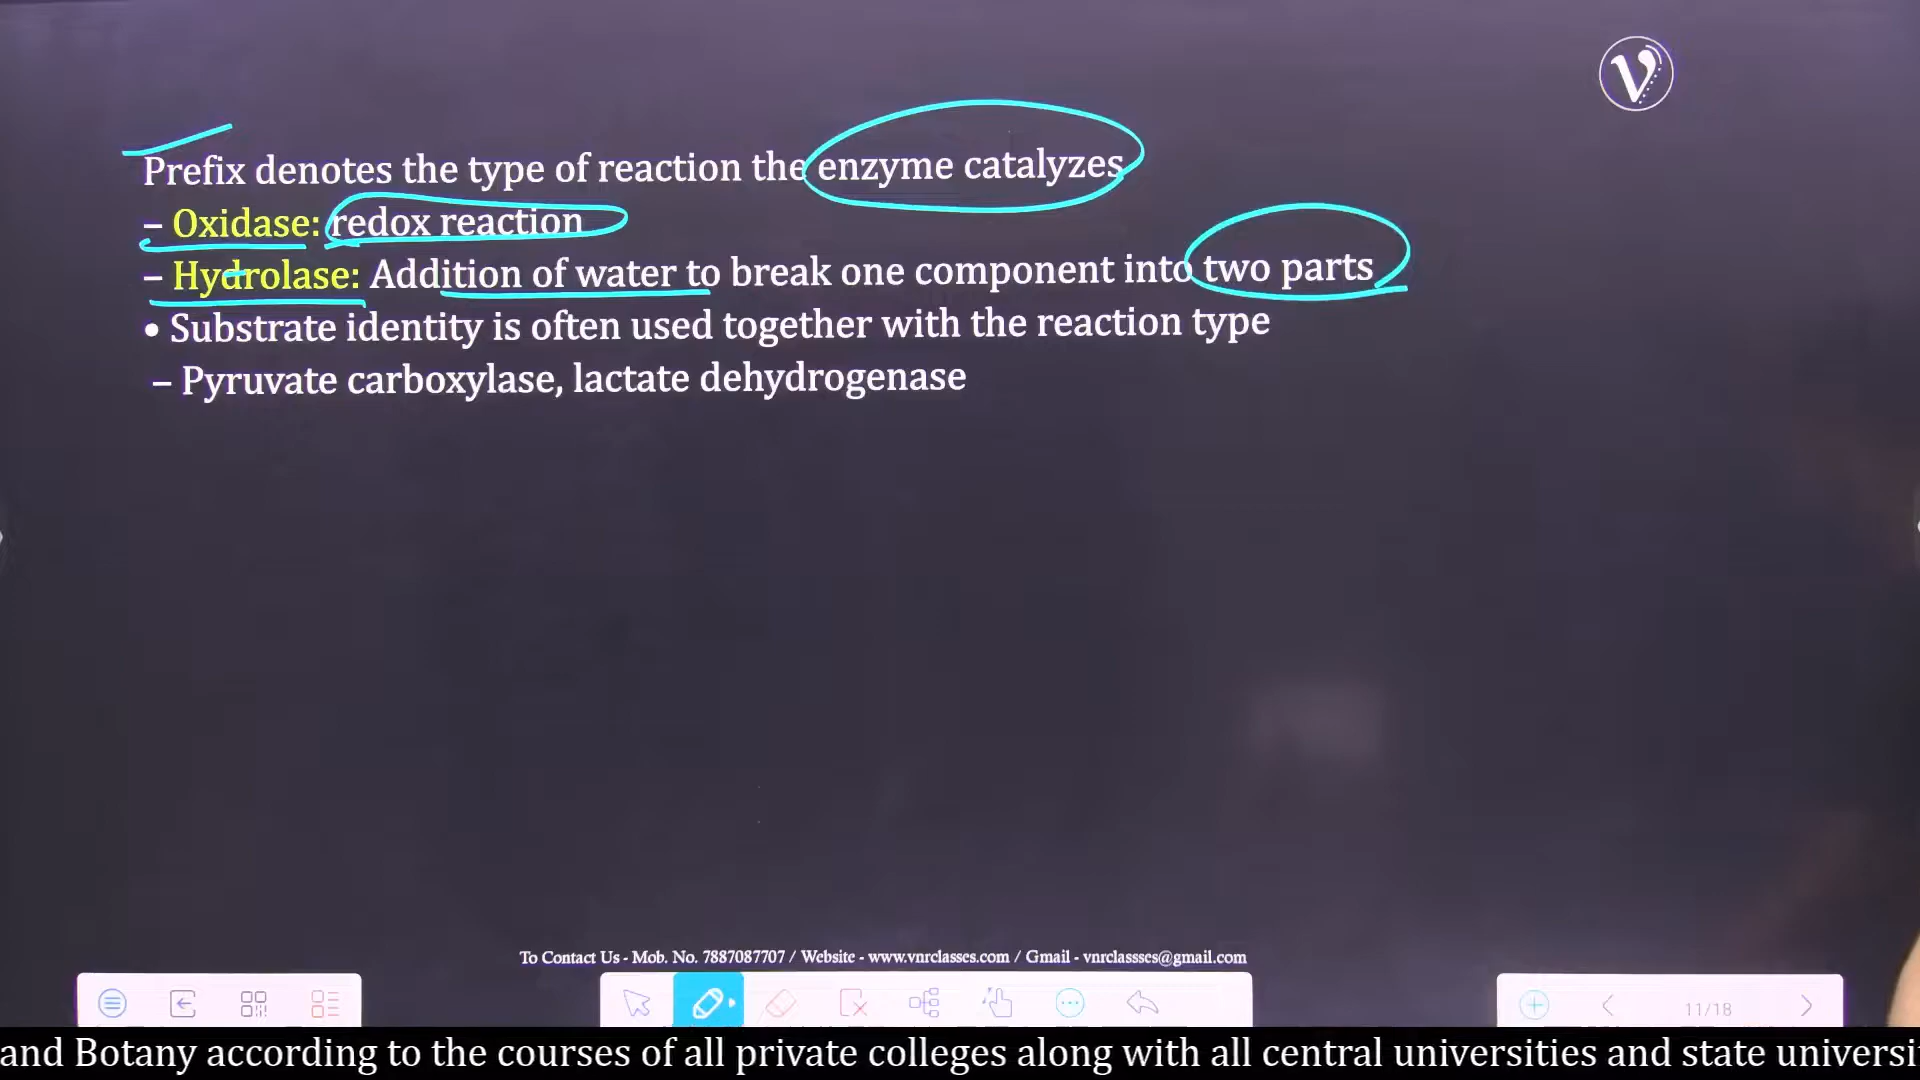 Prefix denotes the type of reaction the enzyme catalyzes
– Oxidase: redox reaction
– Hydrolase: Addition of water to break one component into two parts
• Substrate identity is often used together with the reaction type
– Pyruvate carboxylase, lactate dehydrogenase
To Contact Us - Mob. No. 7887087707 / Website - www.vnrclasses.com / Gmail - vnrclassses@gmail.com
11/18
and Botany according to the courses of all private colleges along with all central universities and state universi